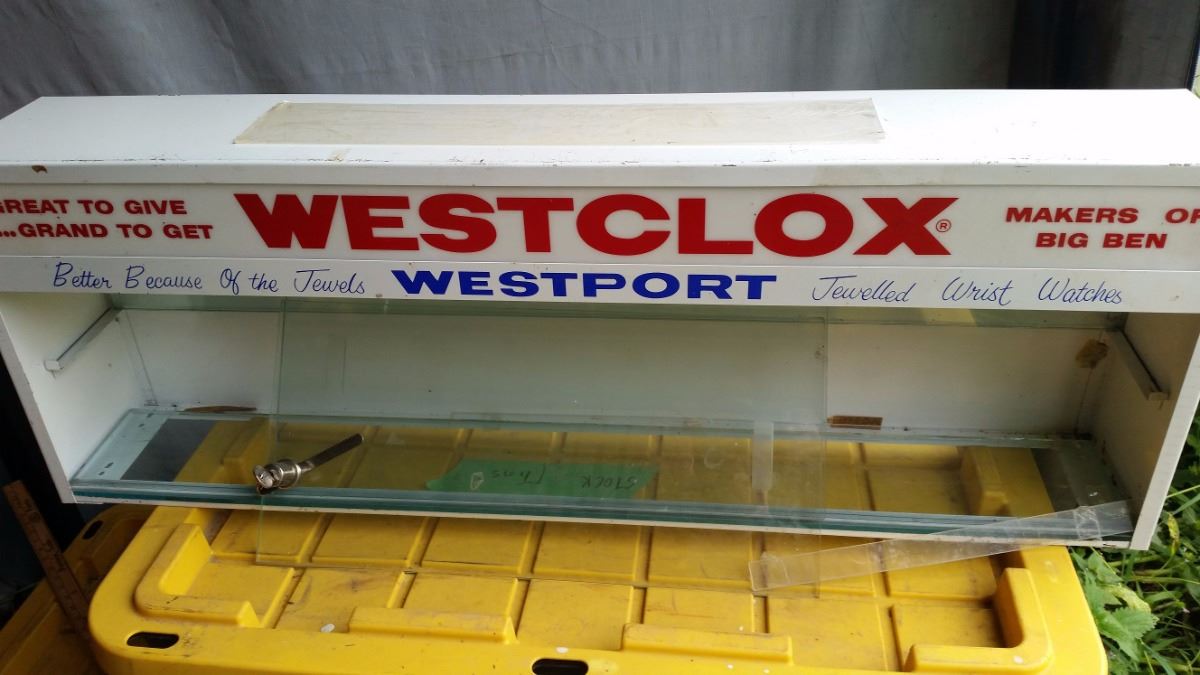 GREAT TO GIVE
...GRAND TO GET
WESTCLOX®
MAKERS OF
BIG BEN
Better Because Of the Jewels WESTPORT Jewelled Wrist Watches
STOCK